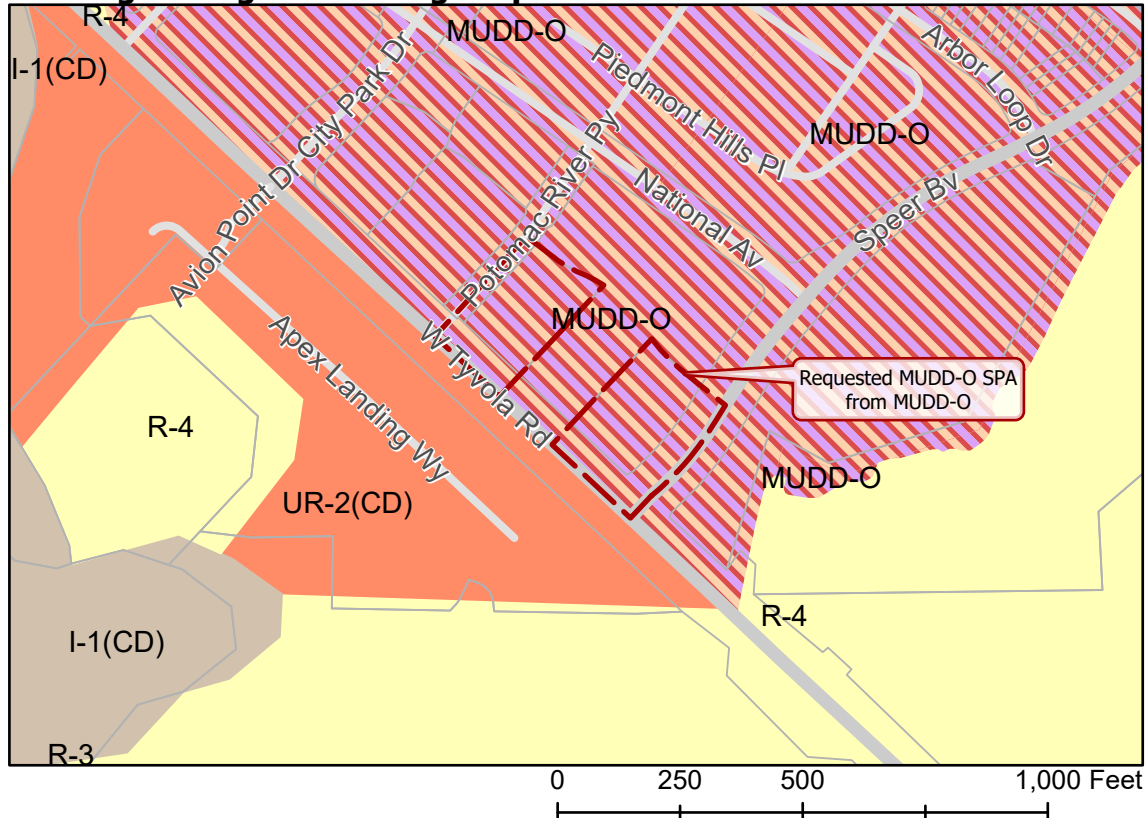 R-4
MUDD-O
I-1(CD)
Arbor Loop Dr
City Park Dr
Piedmont Hills Pl
MUDD-O
Potomac River Py
National Av
Speer Bv
Avion Point Dr
MUDD-O
W Tyvola Rd
Apex Landing Wy
Requested MUDD-O SPA
from MUDD-O
R-4
MUDD-O
UR-2(CD)
R-4
I-1(CD)
R-3
0 250 500 1,000 Feet